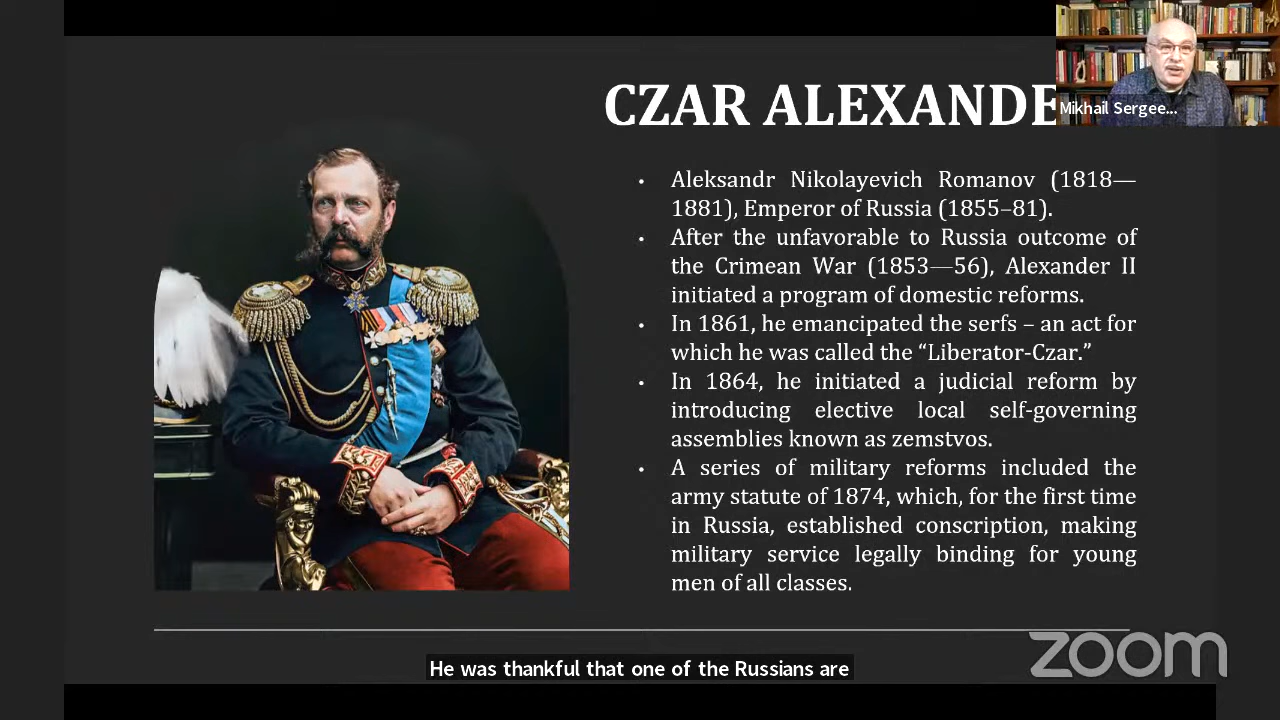 CZAR ALEXANDE
Mikhail Sergee...
• Aleksandr Nikolayevich Romanov (1818—
1881), Emperor of Russia (1855–81).
• After the unfavorable to Russia outcome of
the Crimean War (1853—56), Alexander II
initiated a program of domestic reforms.
• In 1861, he emancipated the serfs – an act for
which he was called the “Liberator-Czar.”
• In 1864, he initiated a judicial reform by
introducing elective local self-governing
assemblies known as zemstvos.
• A series of military reforms included the
army statute of 1874, which, for the first time
in Russia, established conscription, making
military service legally binding for young
men of all classes.
zoom
He was thankful that one of the Russians are